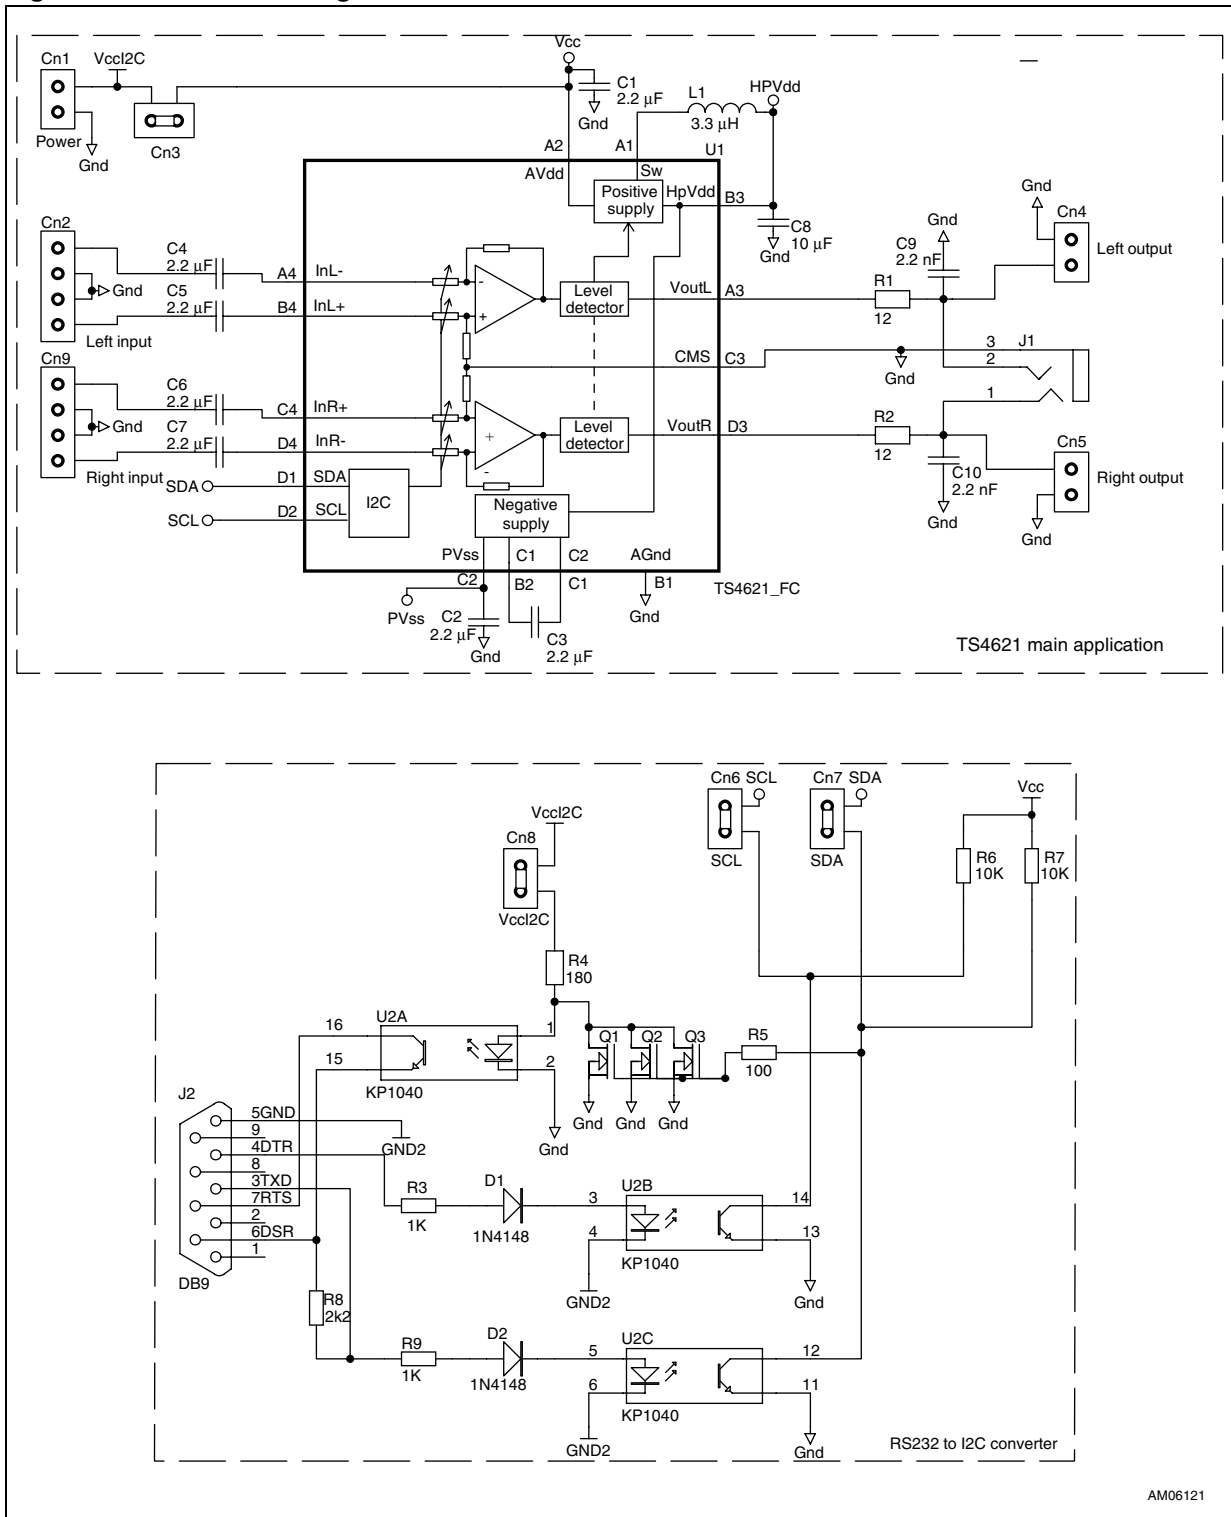 Cn1
VccI2C
Vcc
C1
2.2 µF
Gnd
L1
3.3 µH
HPVdd
Power
Gnd
Cn3
A2
A1
U1
AVdd
Sw
Positive
supply
HpVdd
B3
C8
10 µF
Gnd
Cn2
C4
2.2 µF
A4
InL-
Gnd
C5
2.2 µF
B4
InL+
Left input
-
+
Level
detector
VoutL
A3
R1
12
C9
2.2 nF
Gnd
Gnd
Cn4
Left output
CMS
C3
Gnd
3
J1
2
1
Cn9
C6
2.2 µF
C4
InR+
Gnd
C7
2.2 µF
D4
InR-
Right input
+
-
Level
detector
VoutR
D3
R2
12
C10
2.2 nF
Gnd
Cn5
Right output
Gnd
SDA
D1
SDA
SCL
D2
SCL
I2C
Negative
supply
PVss
C1
C2
AGnd
C2
B2
C1
B1
TS4621_FC
PVss
C2
2.2 µF
Gnd
C3
2.2 µF
Gnd
TS4621 main application
Cn6 SCL
Cn7 SDA
Vcc
SCL
SDA
R6
10K
R7
10K
VccI2C
Cn8
VccI2C
R4
180
U2A
16
15
1
2
KP1040
Gnd
Q1
Q2
Q3
R5
100
Gnd
Gnd
Gnd
J2
5GND
9
4DTR
8
3TXD
7RTS
2
6DSR
1
DB9
GND2
R3
1K
D1
1N4148
3
4
U2B
KP1040
14
13
GND2
Gnd
R8
2k2
R9
1K
D2
1N4148
5
6
U2C
KP1040
12
11
GND2
Gnd
RS232 to I2C converter
AM06121